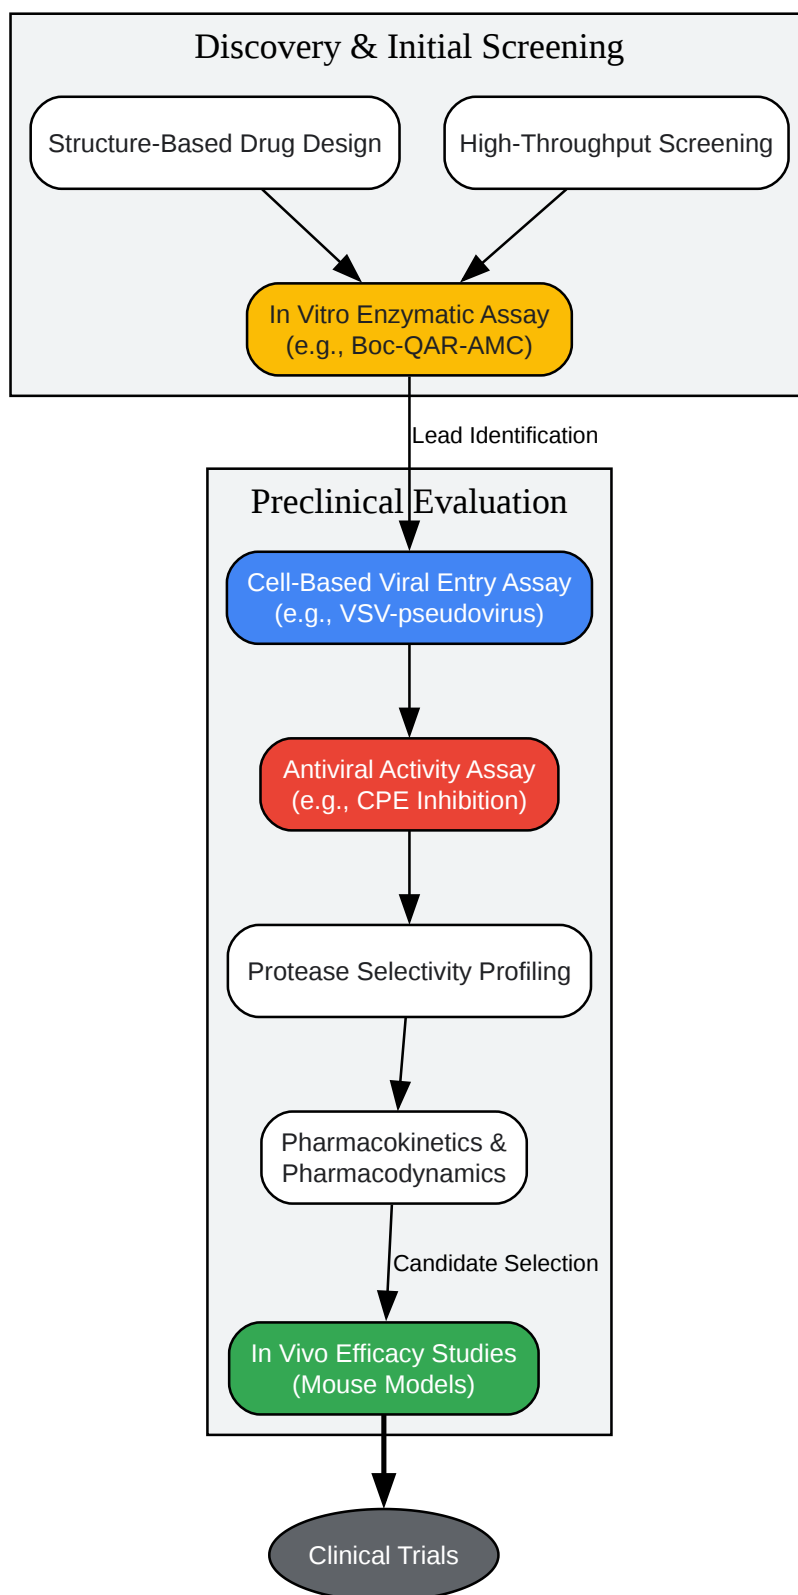 Discovery & Initial Screening
Structure-Based Drug Design
High-Throughput Screening
In Vitro Enzymatic Assay
(e.g., Boc-QAR-AMC)
Lead Identification
Preclinical Evaluation
Cell-Based Viral Entry Assay
(e.g., VSV-pseudovirus)
Antiviral Activity Assay
(e.g., CPE Inhibition)
Protease Selectivity Profiling
Pharmacokinetics &
Pharmacodynamics
Candidate Selection
In Vivo Efficacy Studies
(Mouse Models)
Clinical Trials